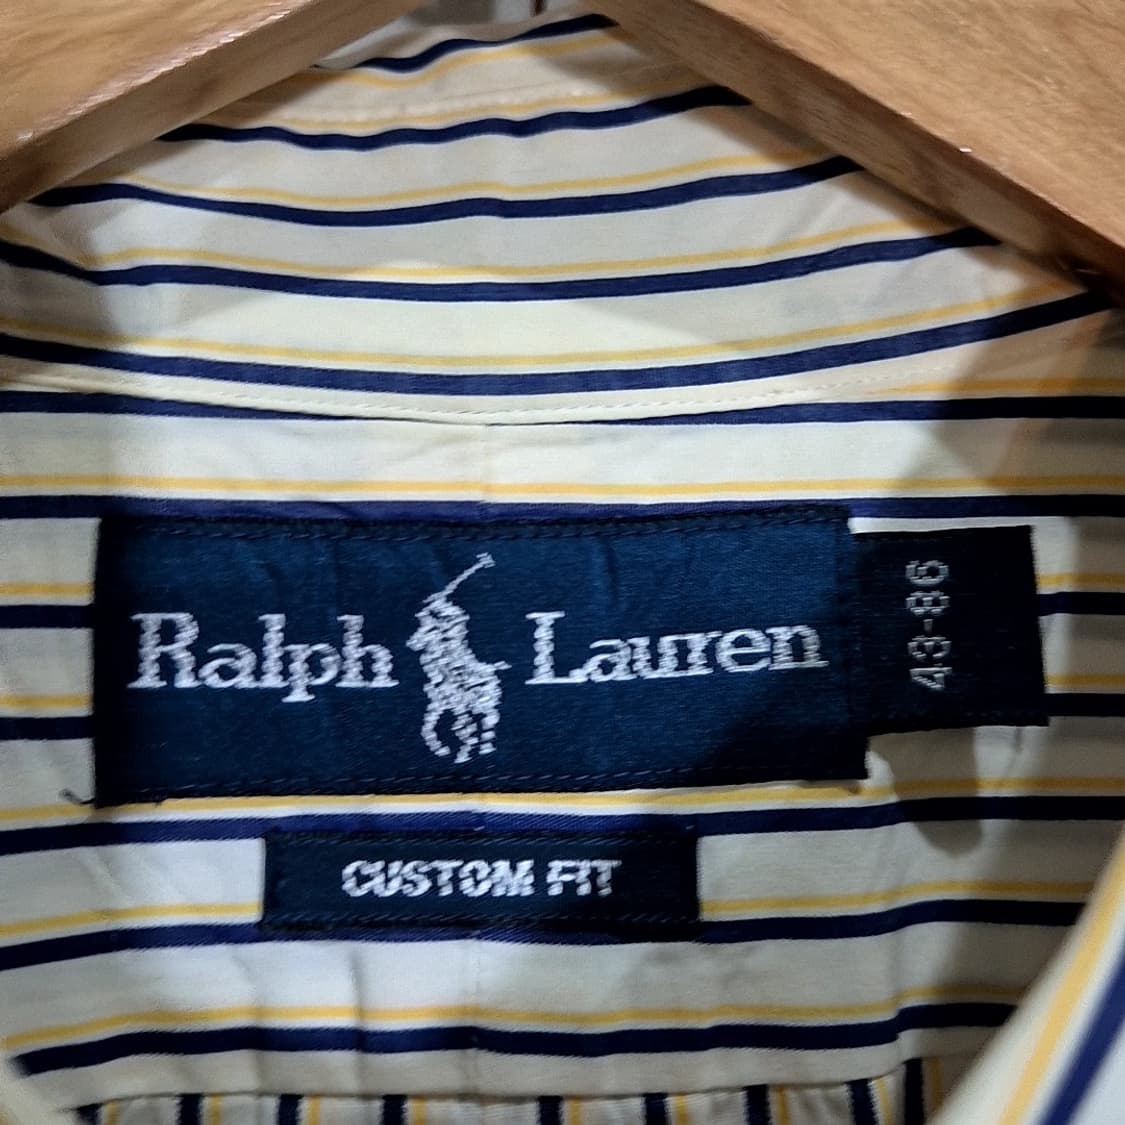 Ralph Lauren
43-86
CUSTOM FIT